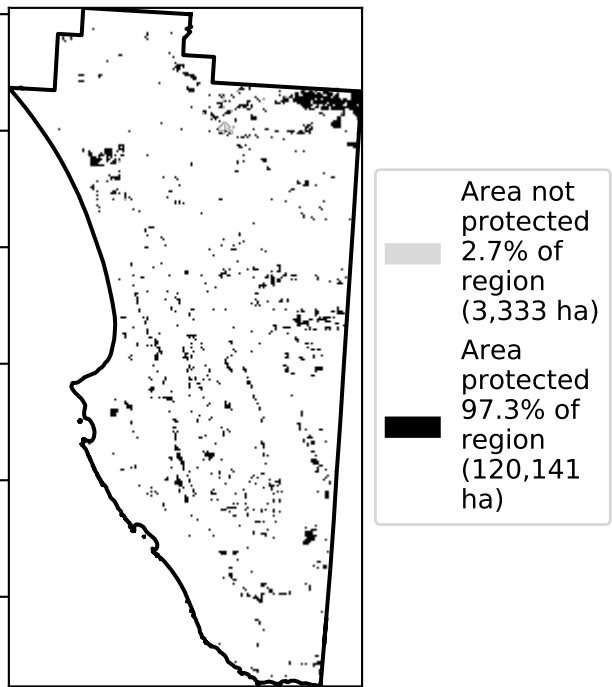 Area not
protected
2.7% of
region
(3,333 ha)
Area
protected
97.3% of
region
(120,141
ha)